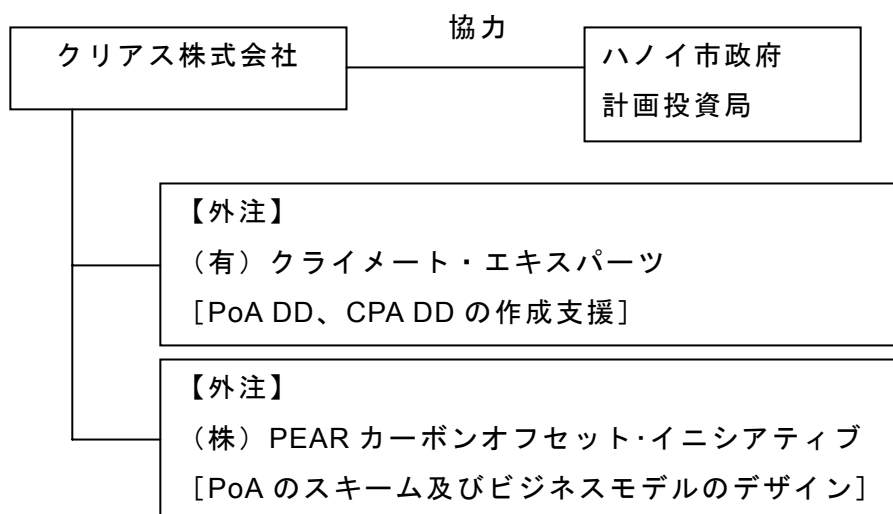 協力
クリアス株式会社
ハノイ市政府
計画投資局
【外注】
（有）クライメート・エキスパーツ
［PoA DD、CPA DD の作成支援］
【外注】
（株）PEAR カーボンオフセット･イニシアティブ
［PoA のスキーム及びビジネスモデルのデザイン］